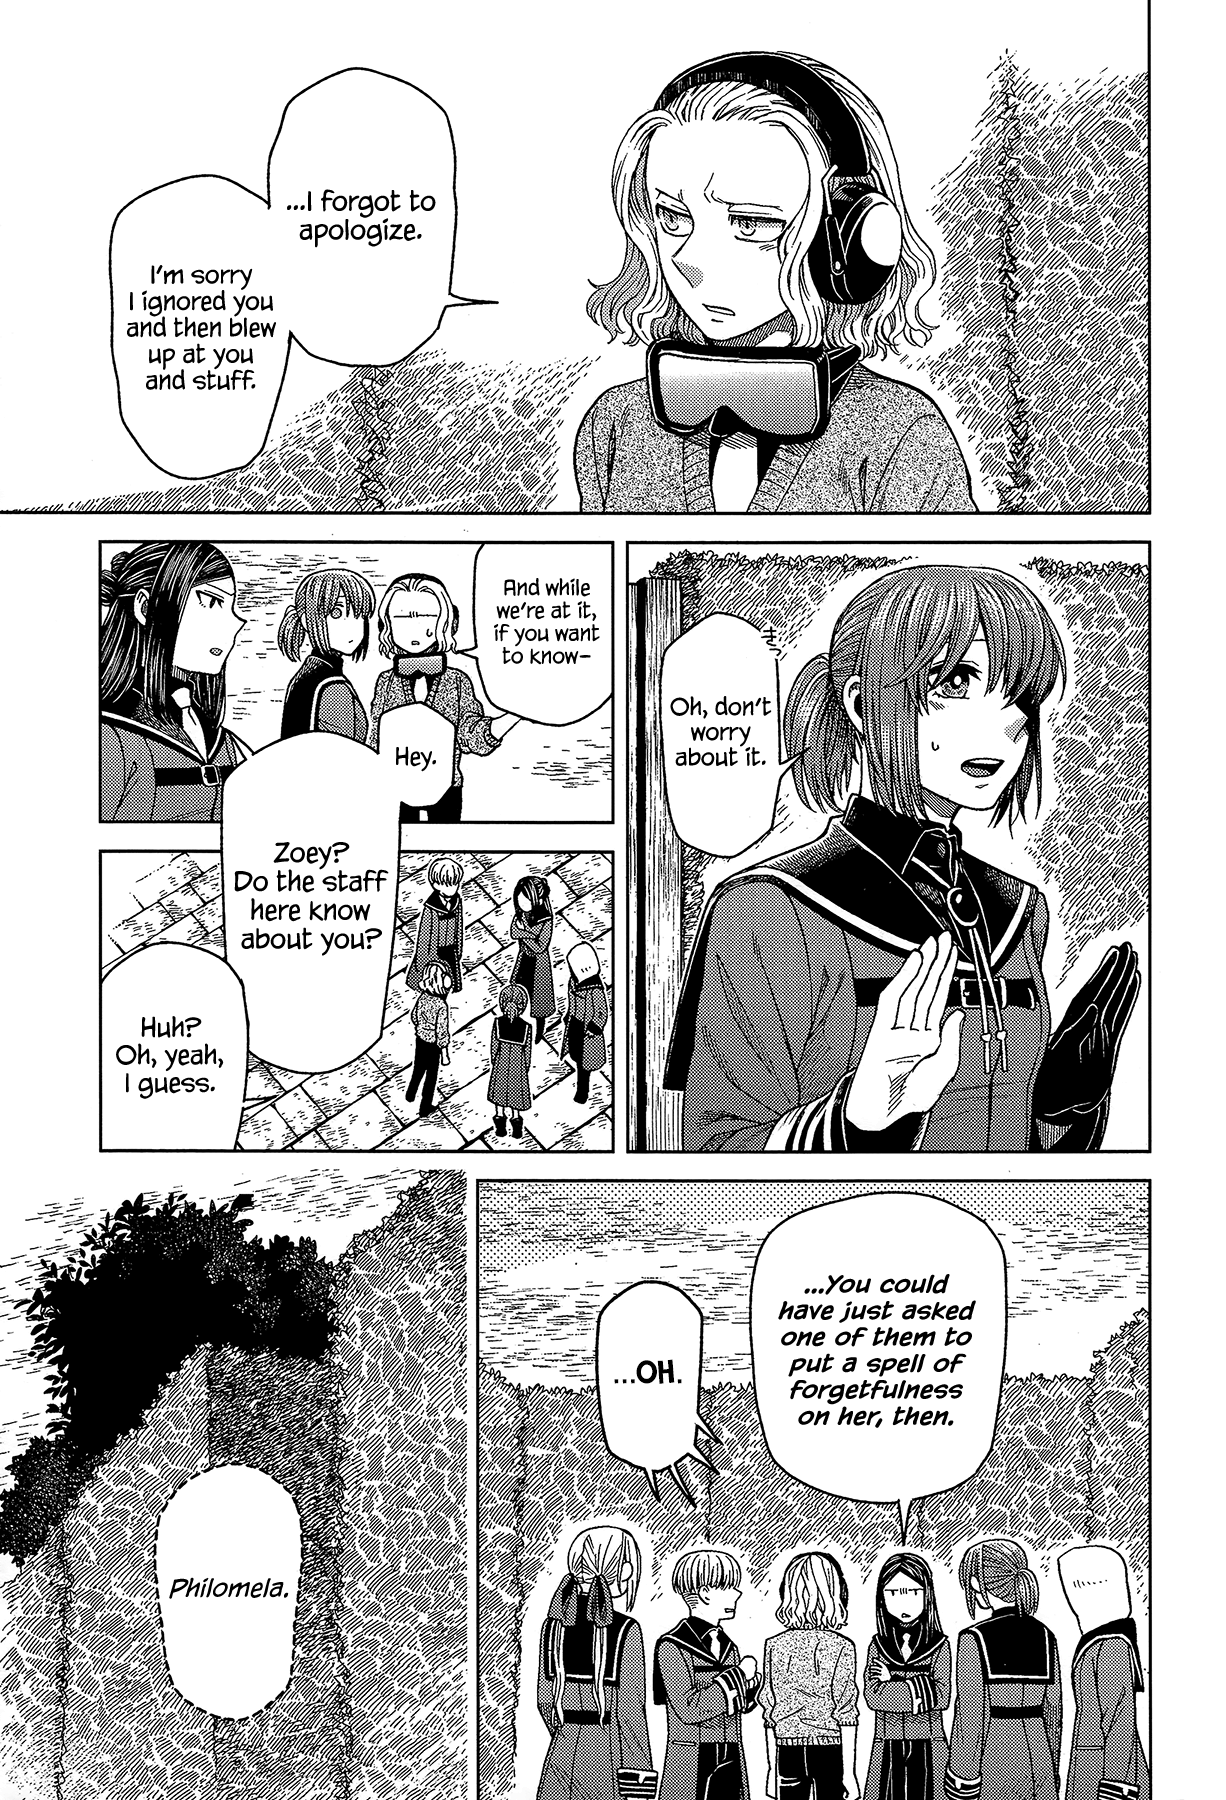 ...I forgot to
apologize.
I'm sorry
I ignored you
and then blew
up at you
and stuff.
Oh, don't
worry
about it.
And while
we're at it,
if you want
to know–
Hey.
Zoey?
Do the staff
here know
about you?
Huh?
Oh, yeah,
I guess.
...You could
have just asked
one of them to
put a spell of
forgetfulness
on her, then.
...OH.
Philomela.